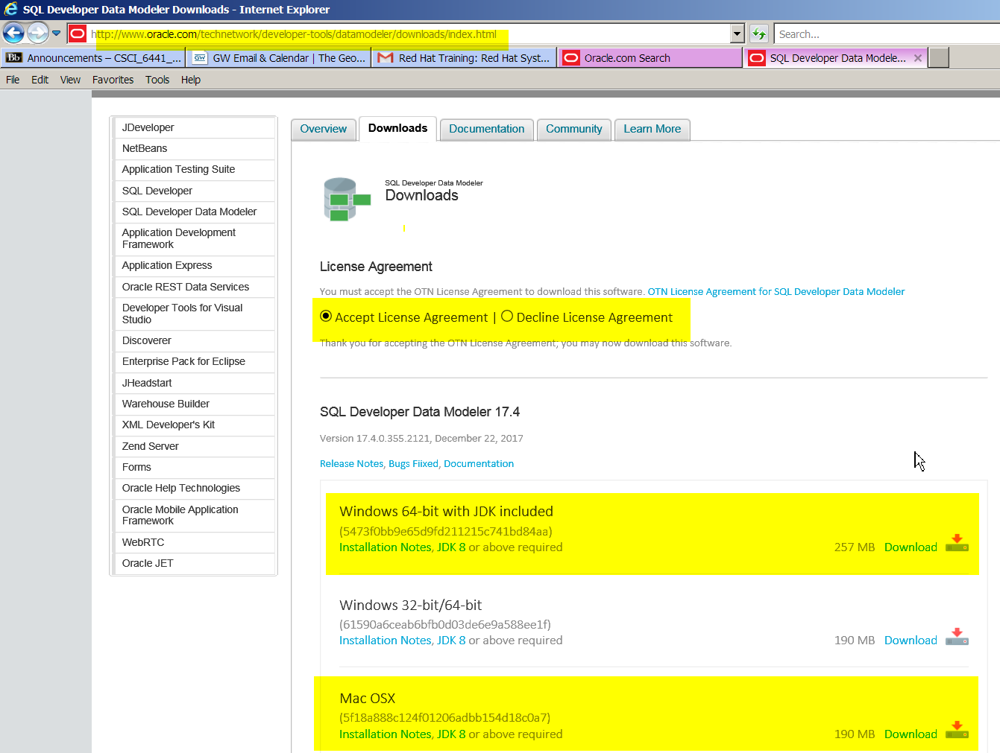 SQL Developer Data Modeler Downloads - Internet Explorer
http://www.oracle.com/technetwork/developer-tools/datamodeler/downloads/index.html
Search...
Bb Announcements – CSCI_6441_...
GW GW Email & Calendar | The Geo...
Red Hat Training: Red Hat Syst...
Oracle.com Search
SQL Developer Data Modele...
File Edit View Favorites Tools Help
JDeveloper
NetBeans
Application Testing Suite
SQL Developer
SQL Developer Data Modeler
Application Development
Framework
Application Express
Oracle REST Data Services
Developer Tools for Visual
Studio
Discoverer
Enterprise Pack for Eclipse
JHeadstart
Warehouse Builder
XML Developer's Kit
Zend Server
Forms
Oracle Help Technologies
Oracle Mobile Application
Framework
WebRTC
Oracle JET
Overview Downloads Documentation Community Learn More
SQL Developer Data Modeler
Downloads
License Agreement
You must accept the OTN License Agreement to download this software. OTN License Agreement for SQL Developer Data Modeler
Accept License Agreement | Decline License Agreement
Thank you for accepting the OTN License Agreement; you may now download this software.
SQL Developer Data Modeler 17.4
Version 17.4.0.355.2121, December 22, 2017
Release Notes, Bugs Fiixed, Documentation
Windows 64-bit with JDK included
(5473f0bb9e65d9fd211215c741bd84aa)
Installation Notes, JDK 8 or above required 257 MB Download
Windows 32-bit/64-bit
(61590a6ceab6bfb0d03de6e9a588ee1f)
Installation Notes, JDK 8 or above required 190 MB Download
Mac OSX
(5f18a888c124f01206adbb154d18c0a7)
Installation Notes, JDK 8 or above required 190 MB Download